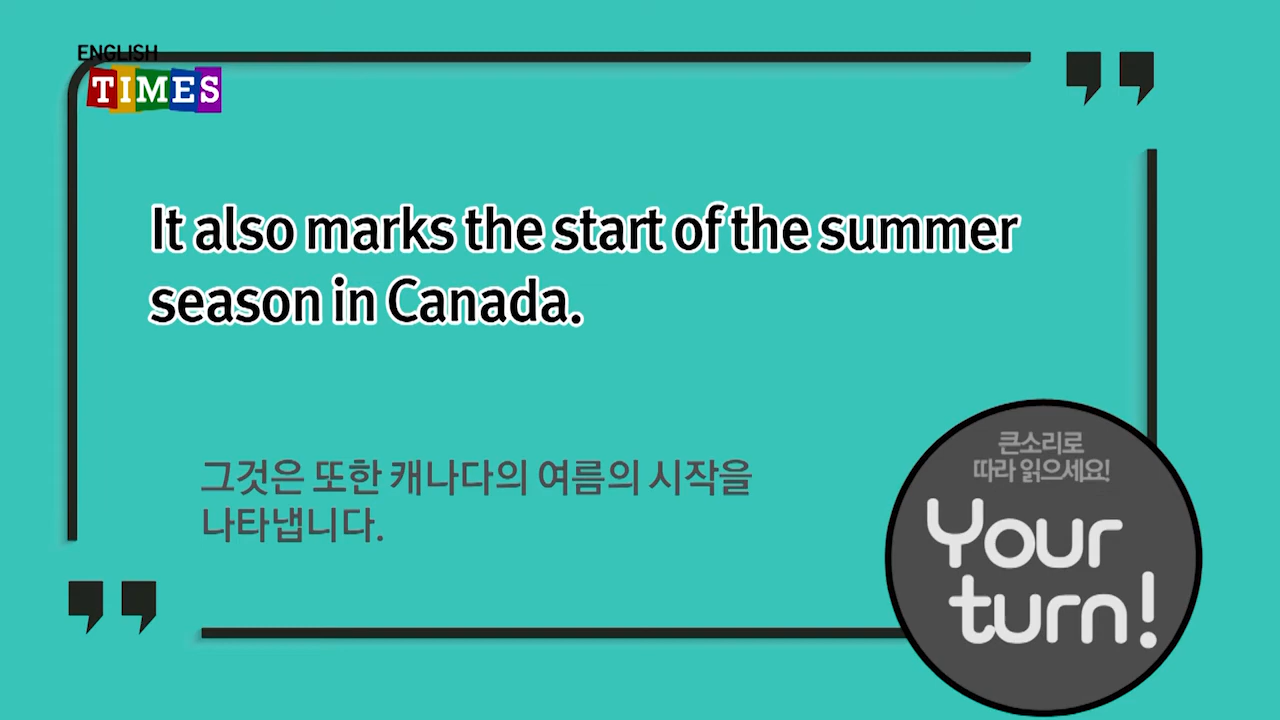 ENGLISH
TIMES
It also marks the start of the summer
season in Canada.
그것은 또한 캐나다의 여름의 시작을
나타냅니다.
큰소리로
따라 읽으세요!
Your
turn!